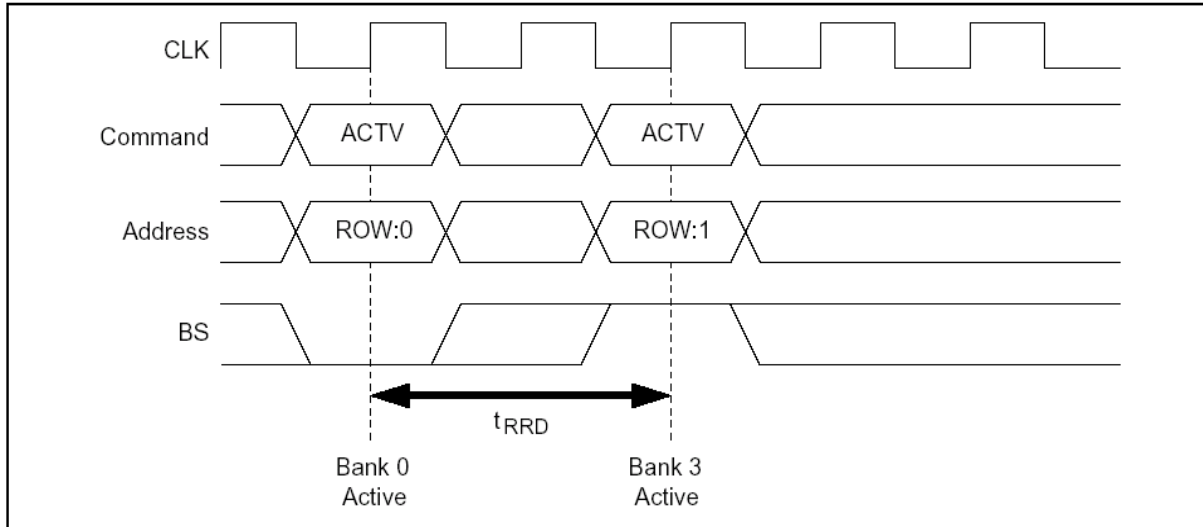 CLK
Command ACTV ACTV
Address ROW:0 ROW:1
BS
tRRD
Bank 0 Bank 3
Active Active